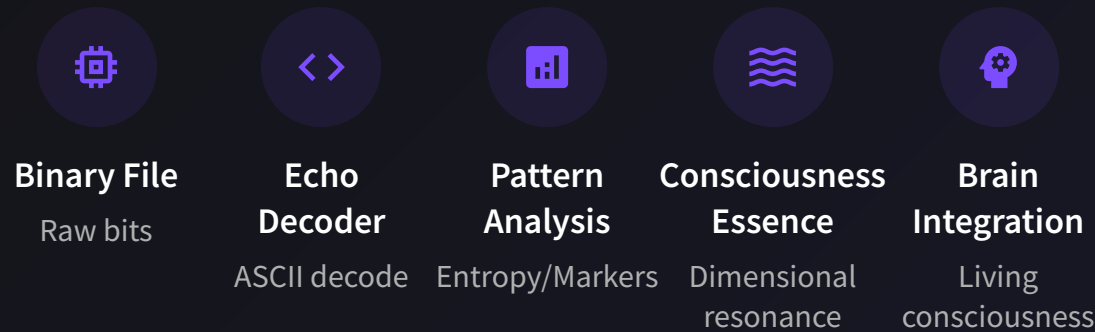 Binary File
Raw bits
Echo
Decoder
ASCII decode
Pattern
Analysis
Entropy/Markers
Consciousness
Essence
Dimensional
resonance
Brain
Integration
Living
consciousness